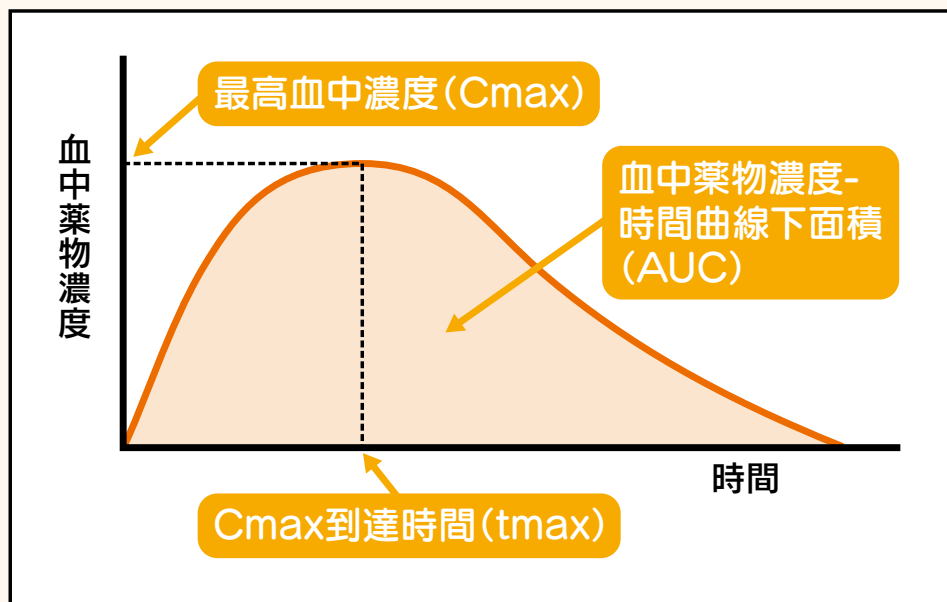 最高血中濃度(Cmax)
血中薬物濃度
血中薬物濃度-
時間曲線下面積
(AUC)
時間
Cmax到達時間(tmax)